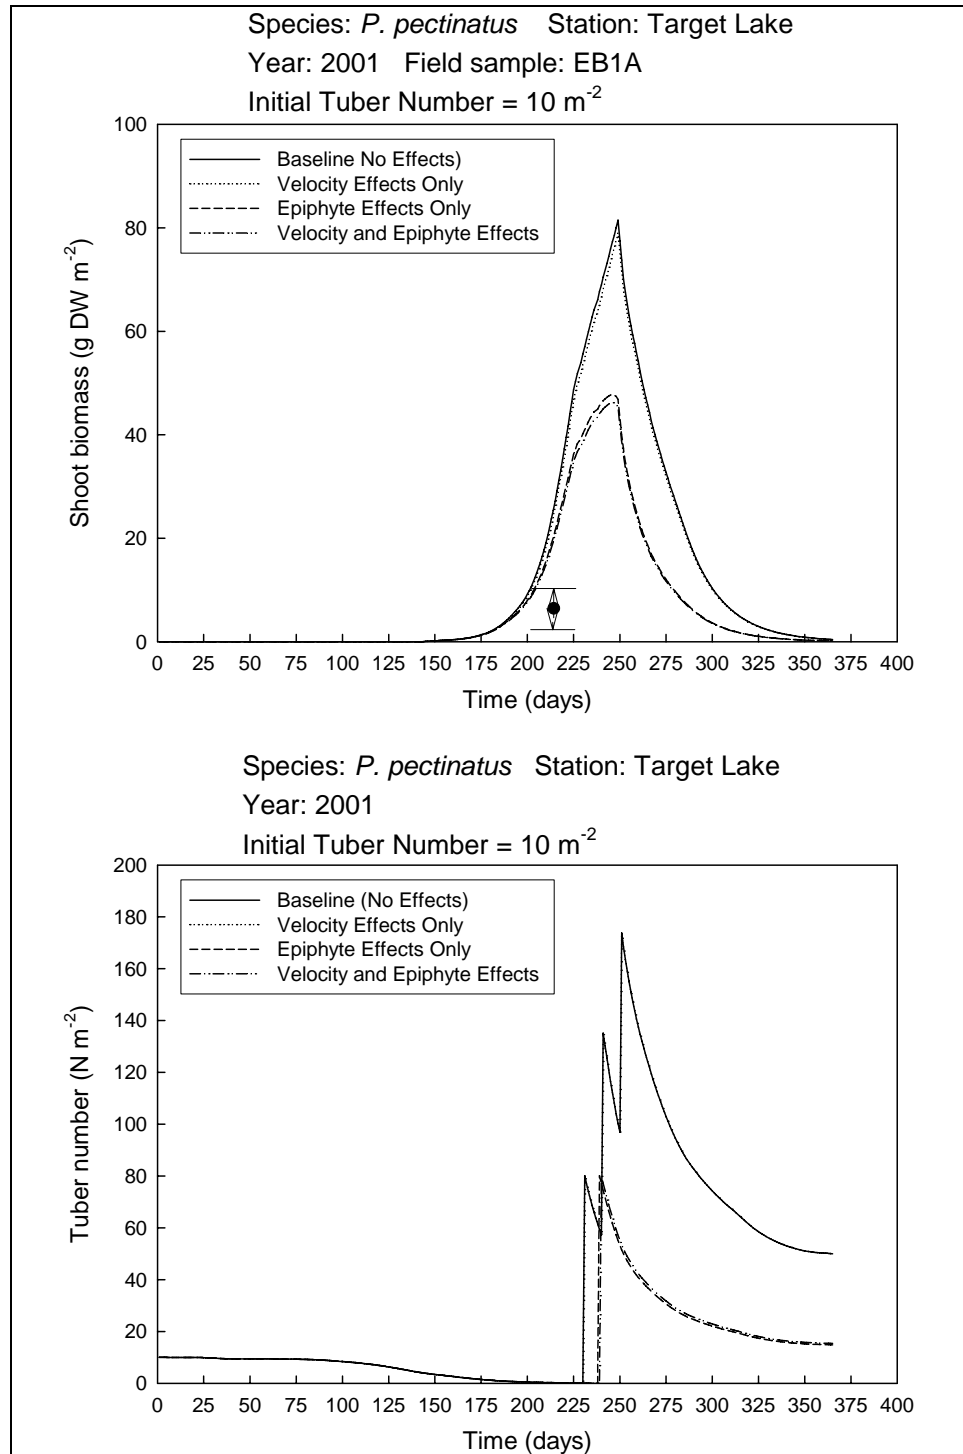 Species: P. pectinatus Station: Target Lake
Year: 2001 Field sample: EB1A
Initial Tuber Number = 10 m-2
100
80
60
40
20
0
Shoot biomass (g DW m-2)
Baseline No Effects)
Velocity Effects Only
Epiphyte Effects Only
Velocity and Epiphyte Effects
0 25 50 75 100 125 150 175 200 225 250 275 300 325 350 375 400
Time (days)
Species: P. pectinatus Station: Target Lake
Year: 2001
Initial Tuber Number = 10 m-2
200
180
160
140
120
100
80
60
40
20
0
Tuber number (N m-2)
Baseline (No Effects)
Velocity Effects Only
Epiphyte Effects Only
Velocity and Epiphyte Effects
0 25 50 75 100 125 150 175 200 225 250 275 300 325 350 375 400
Time (days)